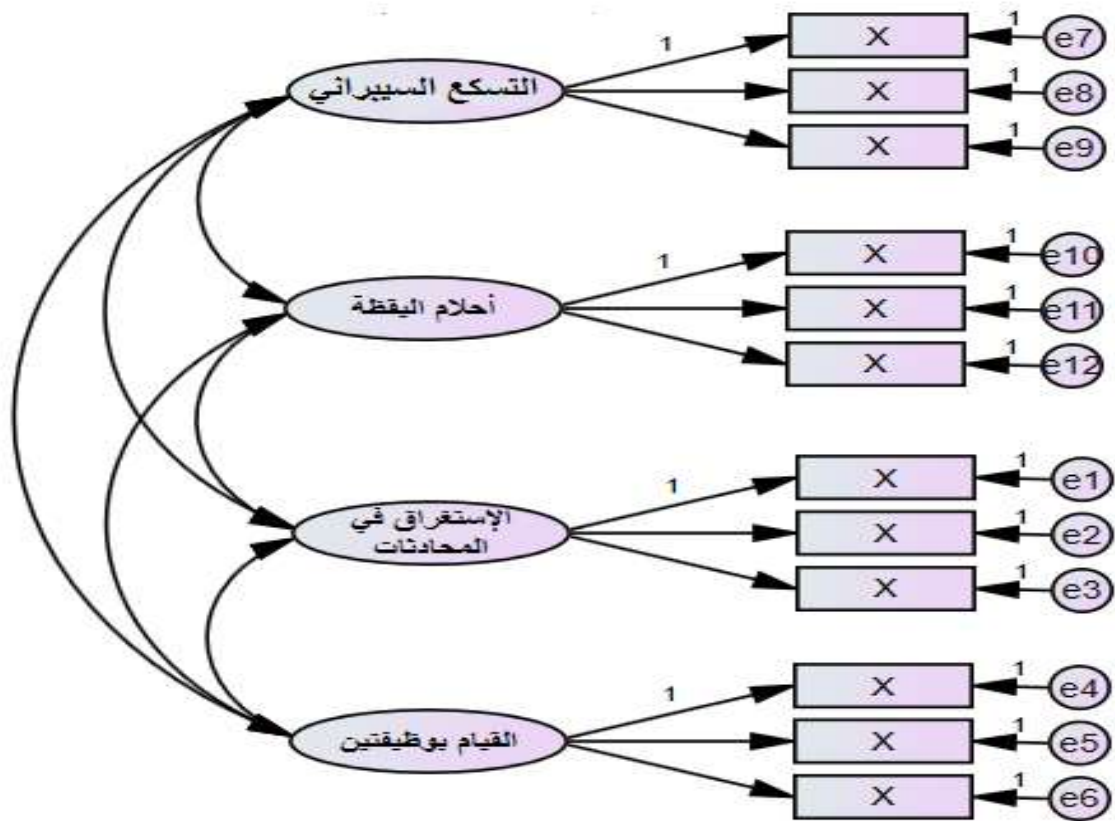 1
X
1
e7
التسكع السيبراني
X
1
e8
X
1
e9
1
X
1
e10
أحلام اليقظة
X
1
e11
X
1
e12
1
X
1
e1
الإستغراق في
المحادثات
X
1
e2
X
1
e3
1
X
1
e4
القيام بوظيفتين
X
1
e5
X
1
e6